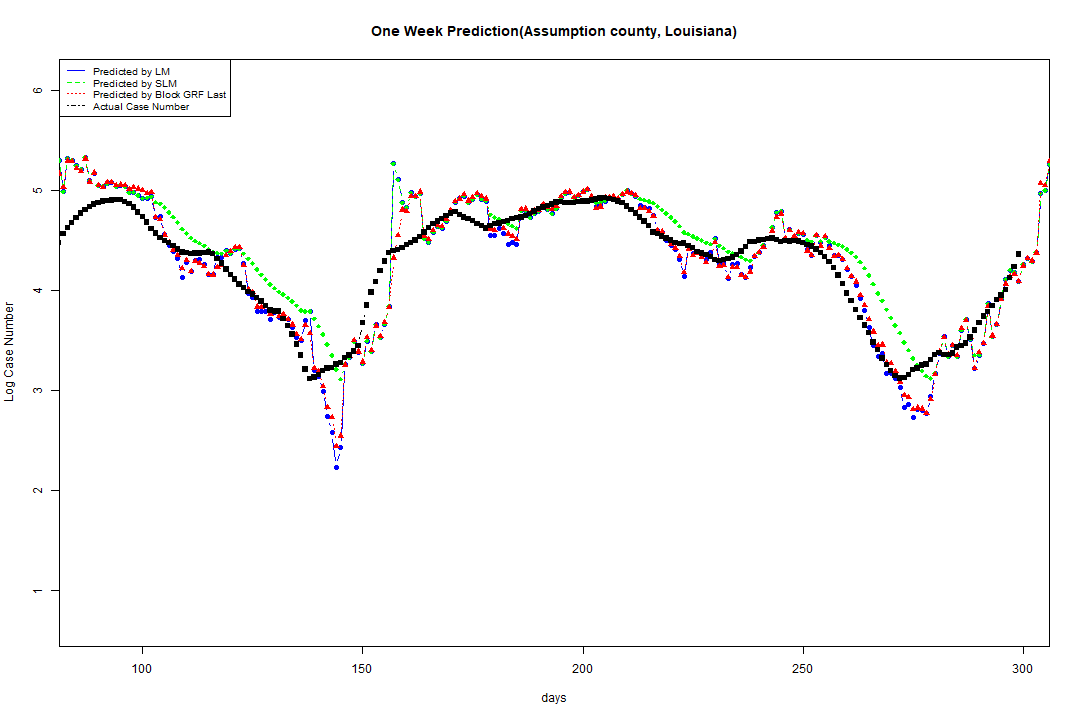 One Week Prediction(Assumption county, Louisiana)
Predicted by LM
Predicted by SLM
Predicted by Block GRF Last
Actual Case Number
6
5
4
3
2
1
Log Case Number
100
150
200
250
300
days